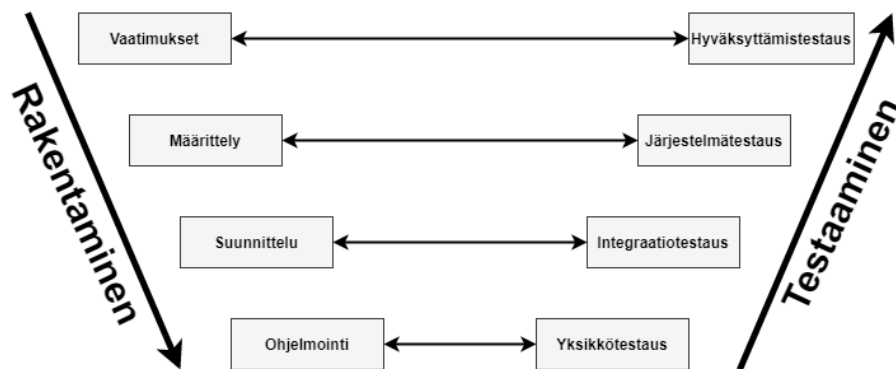 Vaatimukset
Hyväksyttämistestaus
Rakentaminen
Määrittely
Järjestelmätestaus
Testaaminen
Suunnittelu
Integraatiotestaus
Ohjelmointi
Yksikkötestaus